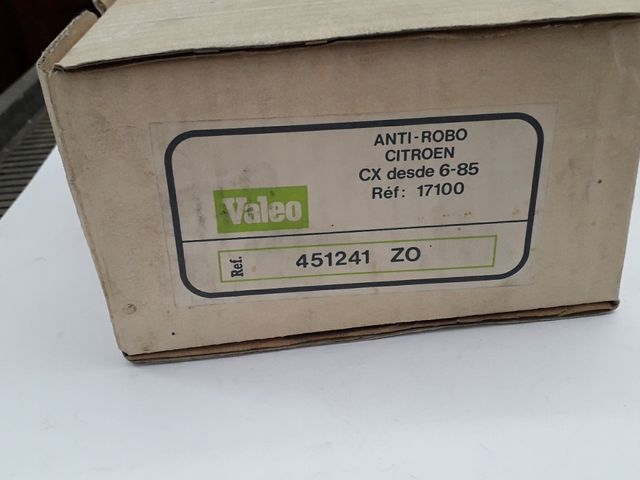 ANTI-ROBO
CITROEN
CX desde 6-85
Réf: 17100
Valeo
Ref. 451241 ZO